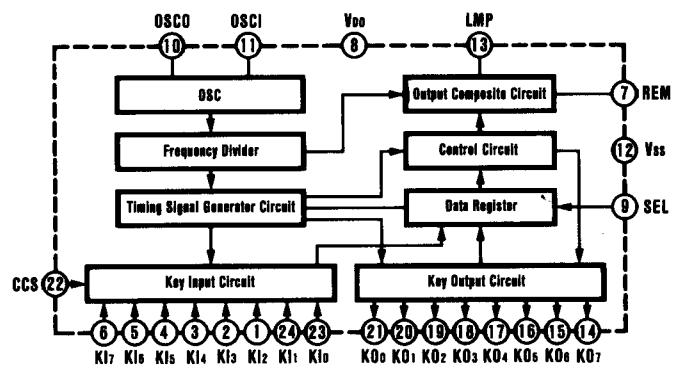 OSCO OSCI VDD LMP
10 11 8 13
OSC Output Composite Circuit 7 REM
Frequency Divider Control Circuit 12 VSS
Timing Signal Generator Circuit Data Register 9 SEL
CCS 22 Key Input Circuit Key Output Circuit
6 5 4 3 2 1 24 23 21 20 19 18 17 16 15 14
KI7 KI6 KI5 KI4 KI3 KI2 KI1 KI0 KO0 KO1 KO2 KO3 KO4 KO5 KO6 KO7